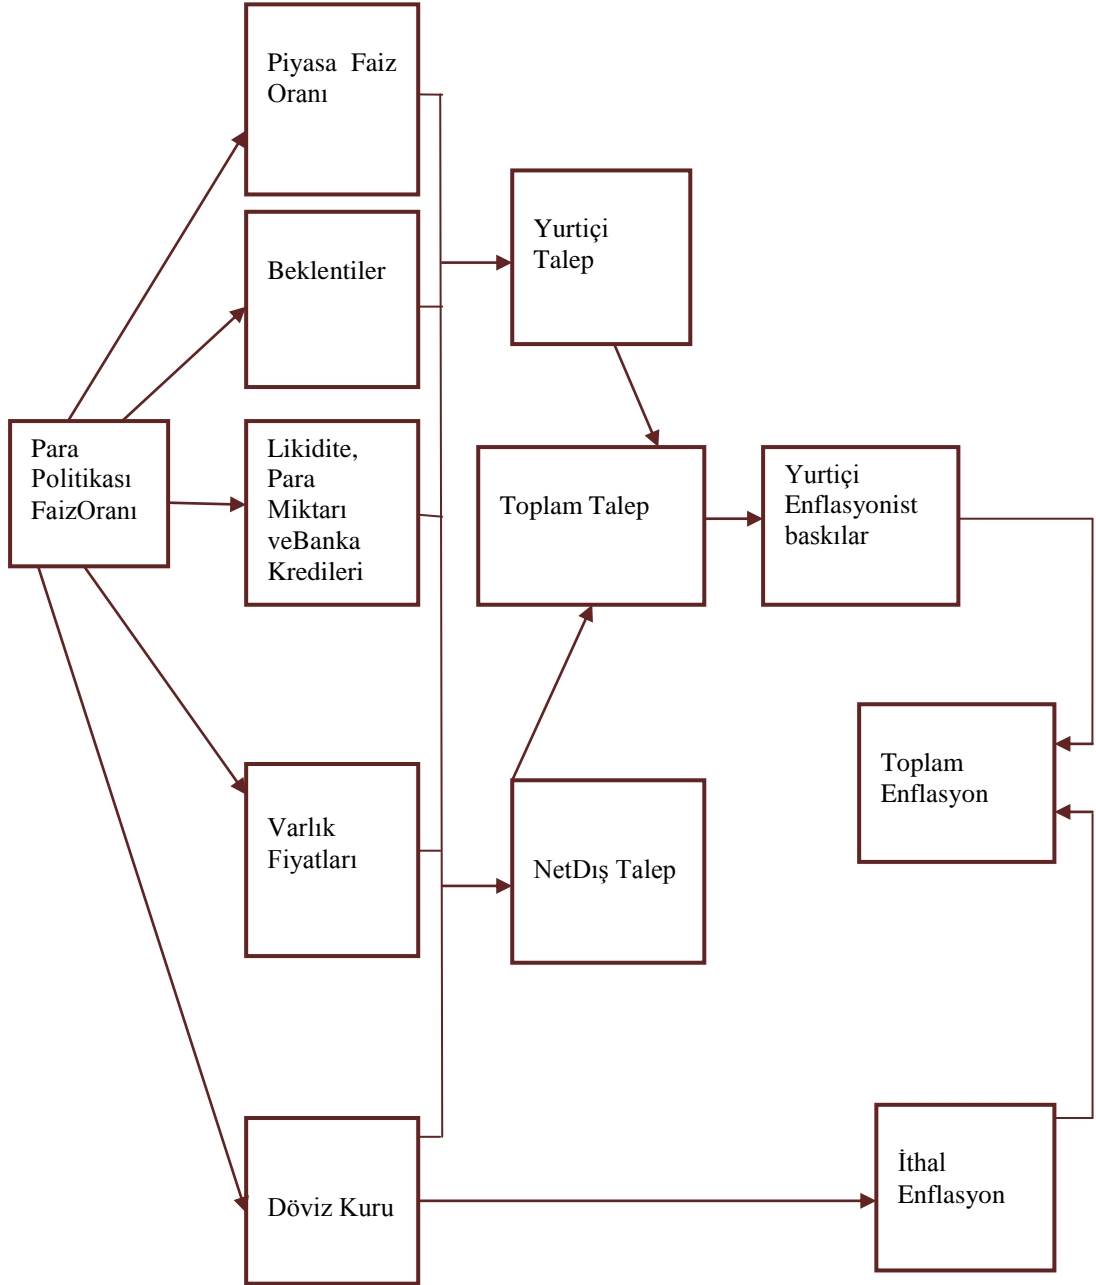 Piyasa Faiz
Oranı
Beklentiler
Para
Politikası
FaizOranı
Likidite,
Para
Miktarı
veBanka
Kredileri
Varlık
Fiyatları
Döviz Kuru
Yurtiçi
Talep
Toplam Talep
NetDış Talep
Yurtiçi
Enflasyonist
baskılar
Toplam
Enflasyon
İthal
Enflasyon